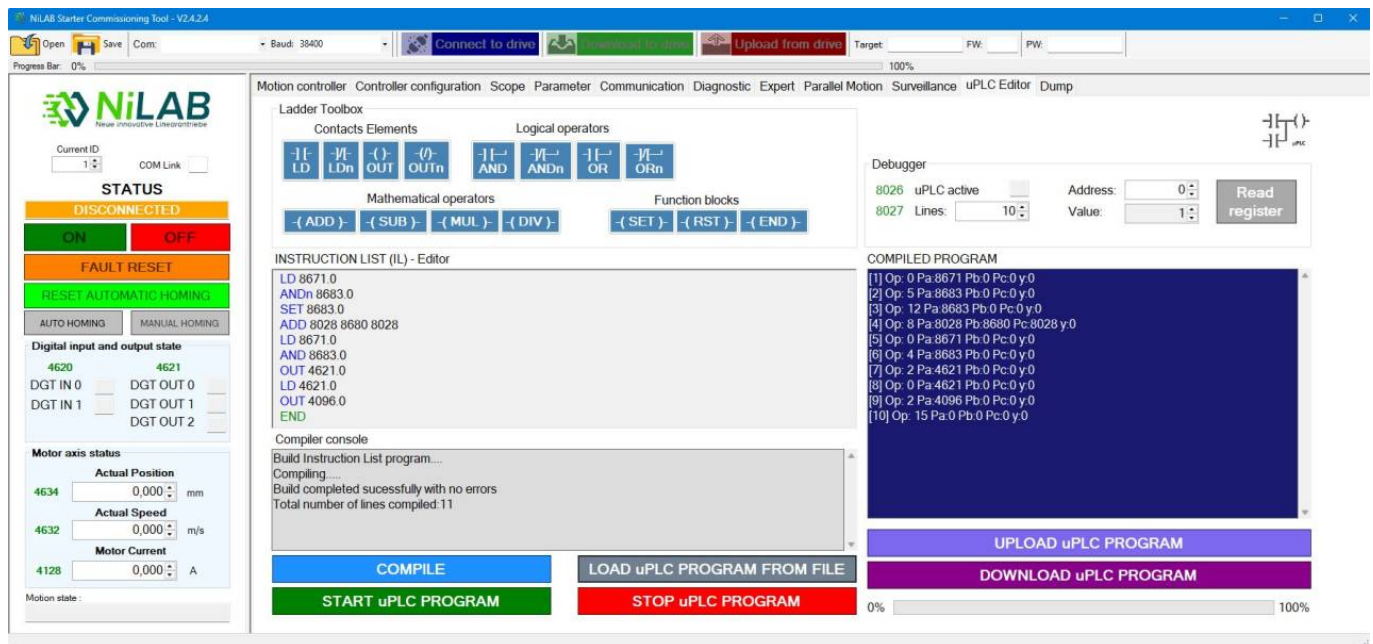 NiLAB Starter Commissioning Tool - V2.4.2.4
Open Save Com: Baud: 38400 Connect to drive Download to drive Upload from drive Target: FW: PW:
Progress Bar: 0% 100%
NiLAB
Neue innovative Linearantriebe
Current ID
1 COM Link
STATUS
DISCONNECTED
ON OFF
FAULT RESET
RESET AUTOMATIC HOMING
AUTO HOMING MANUAL HOMING
Digital input and output state
4620 4621
DGT IN 0 DGT OUT 0
DGT IN 1 DGT OUT 1
DGT OUT 2
Motor axis status
Actual Position
4634 0,000 mm
Actual Speed
4632 0,000 m/s
Motor Current
4128 0,000 A
Motion state :
Motion controller Controller configuration Scope Parameter Communication Diagnostic Expert Parallel Motion Surveillance uPLC Editor Dump
Ladder Toolbox
Contacts Elements Logical operators
-| |- -|/|- -( )- -(/)- -| |- -|/|- -| |- -|/|-
LD LDn OUT OUTn AND ANDn OR ORn
Mathematical operators Function blocks
-( ADD )- -( SUB )- -( MUL )- -( DIV )- -( SET )- -( RST )- -( END )-
uPLC
Debugger
8026 uPLC active Address: 0 Read
8027 Lines: 10 Value: 1 register
INSTRUCTION LIST (IL) - Editor
LD 8671.0
ANDn 8683.0
SET 8683.0
ADD 8028 8680 8028
LD 8671.0
AND 8683.0
OUT 4621.0
LD 4621.0
OUT 4096.0
END
Compiler console
Build Instruction List program....
Compiling.....
Build completed sucessfully with no errors
Total number of lines compiled:11
COMPILE LOAD uPLC PROGRAM FROM FILE
START uPLC PROGRAM STOP uPLC PROGRAM
COMPILED PROGRAM
[1] Op: 0 Pa:8671 Pb:0 Pc:0 y:0
[2] Op: 5 Pa:8683 Pb:0 Pc:0 y:0
[3] Op: 12 Pa:8683 Pb:0 Pc:0 y:0
[4] Op: 8 Pa:8028 Pb:8680 Pc:8028 y:0
[5] Op: 0 Pa:8671 Pb:0 Pc:0 y:0
[6] Op: 4 Pa:8683 Pb:0 Pc:0 y:0
[7] Op: 2 Pa:4621 Pb:0 Pc:0 y:0
[8] Op: 0 Pa:4621 Pb:0 Pc:0 y:0
[9] Op: 2 Pa:4096 Pb:0 Pc:0 y:0
[10] Op: 15 Pa:0 Pb:0 Pc:0 y:0
UPLOAD uPLC PROGRAM
DOWNLOAD uPLC PROGRAM
0% 100%